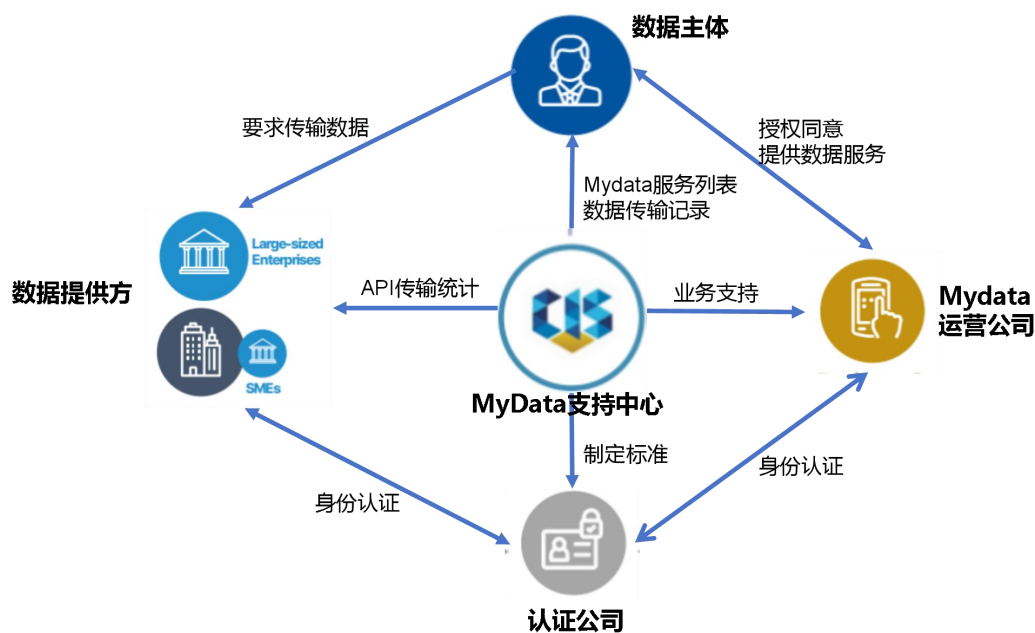 数据主体
要求传输数据
授权同意
提供数据服务
Mydata服务列表
数据传输记录
Large-sized
Enterprises
数据提供方
API传输统计
CIS
业务支持
Mydata
运营公司
SMEs
MyData支持中心
制定标准
身份认证
身份认证
认证公司